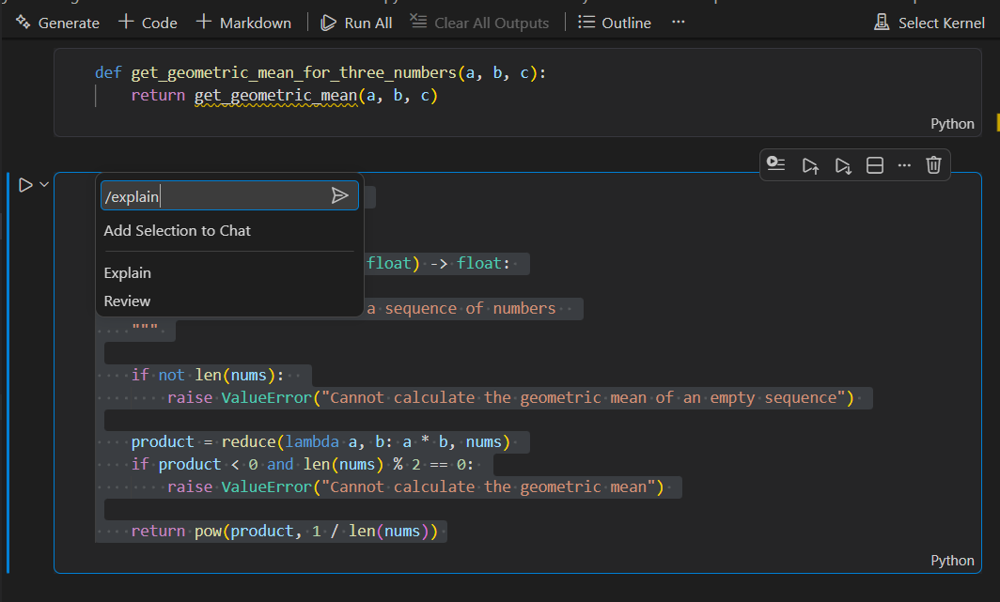 Generate + Code + Markdown Run All Clear All Outputs Outline ... Select Kernel
def get_geometric_mean_for_three_numbers(a, b, c):
    return get_geometric_mean(a, b, c)
Python
/explain
Add Selection to Chat
float) -> float:
Explain
Review
a sequence of numbers
"""
    if not len(nums):
        raise ValueError("Cannot calculate the geometric mean of an empty sequence")
    product = reduce(lambda a, b: a * b, nums)
    if product < 0 and len(nums) % 2 == 0:
        raise ValueError("Cannot calculate the geometric mean")
    return pow(product, 1 / len(nums))
Python